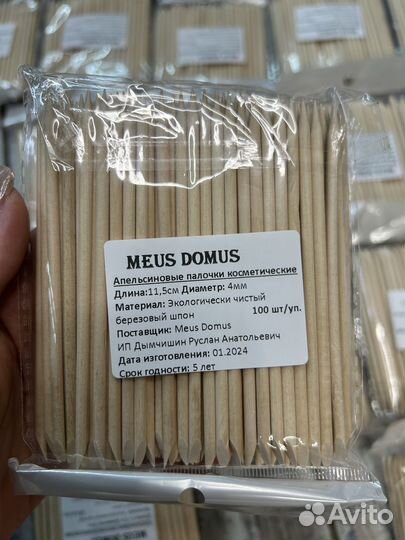 MEUS DOMUS
Апельсиновые палочки косметические
Длина:11,5см Диаметр: 4мм
Материал: Экологически чистый
березовый шпон 100 шт/уп.
Поставщик: Meus Domus
ИП Дымчишин Руслан Анатольевич
Дата изготовления: 01.2024
Срок годности: 5 лет
Avito